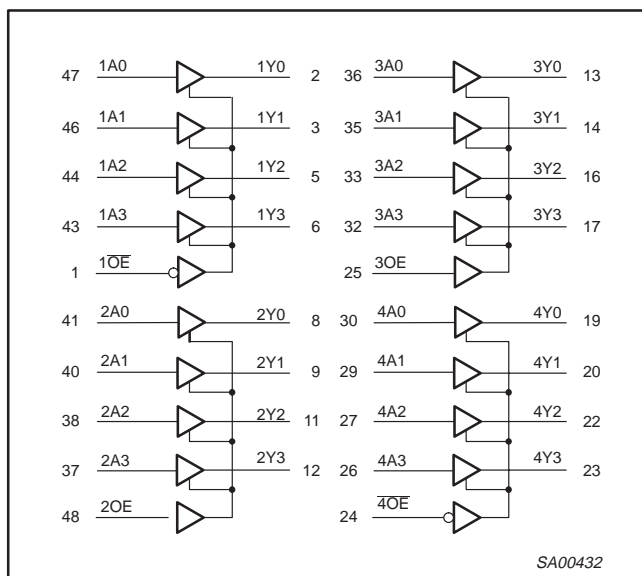 47 1A0 1Y0 2 36 3A0 3Y0 13
46 1A1 1Y1 3 35 3A1 3Y1 14
44 1A2 1Y2 5 33 3A2 3Y2 16
43 1A3 1Y3 6 32 3A3 3Y3 17
1 1O̅E̅ 25 3OE
41 2A0 2Y0 8 30 4A0 4Y0 19
40 2A1 2Y1 9 29 4A1 4Y1 20
38 2A2 2Y2 11 27 4A2 4Y2 22
37 2A3 2Y3 12 26 4A3 4Y3 23
48 2OE 24 4̅O̅E̅
SA00432